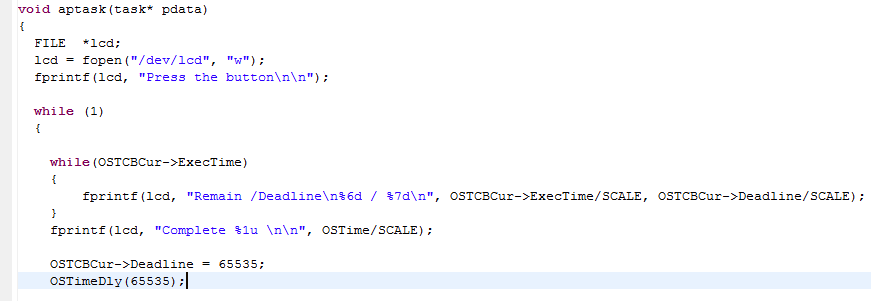 void aptask(task* pdata)
{
FILE  *lcd;
lcd = fopen("/dev/lcd", "w");
fprintf(lcd, "Press the button\n\n");
while (1)
{
while(OSTCBCur->ExecTime)
{
fprintf(lcd, "Remain /Deadline\n%6d / %7d\n", OSTCBCur->ExecTime/SCALE, OSTCBCur->Deadline/SCALE);
}
fprintf(lcd, "Complete %1u \n\n", OSTime/SCALE);
OSTCBCur->Deadline = 65535;
OSTimeDly(65535);